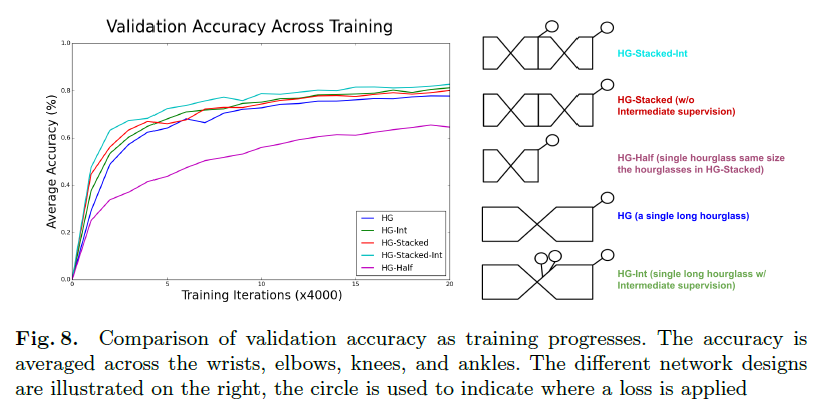 Validation Accuracy Across Training
Average Accuracy (%)
1.0
0.8
0.6
0.4
0.2
0.0
0
5
10
15
20
Training Iterations (x4000)
HG
HG-Int
HG-Stacked
HG-Stacked-Int
HG-Half
HG-Stacked-Int
HG-Stacked (w/o
Intermediate supervision)
HG-Half (single hourglass same size
the hourglasses in HG-Stacked)
HG (a single long hourglass)
HG-Int (single long hourglass w/
Intermediate supervision)
Fig. 8. Comparison of validation accuracy as training progresses. The accuracy is
averaged across the wrists, elbows, knees, and ankles. The different network designs
are illustrated on the right, the circle is used to indicate where a loss is applied